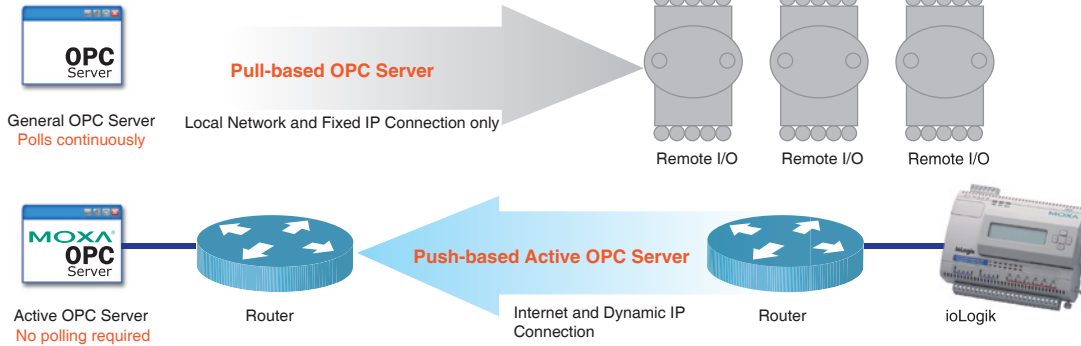 OPC
Server
General OPC Server
Polls continuously
Pull-based OPC Server
Local Network and Fixed IP Connection only
Remote I/O
Remote I/O
Remote I/O
MOXA
OPC
Server
Active OPC Server
No polling required
Router
Push-based Active OPC Server
Internet and Dynamic IP
Connection
Router
MOXA
ioLogik
ioLogik